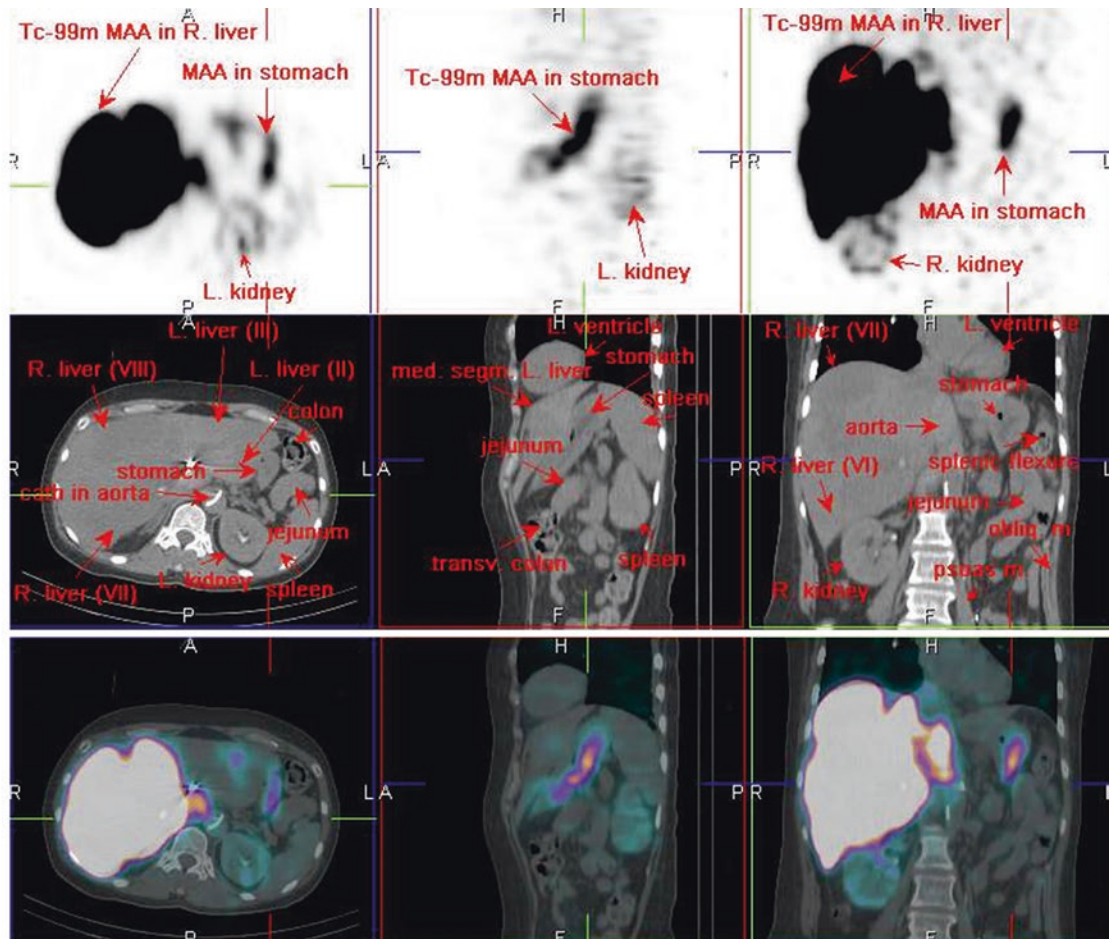 A
Tc-99m MAA in R. liver
MAA in stomach
R
L
L. kidney
P
H
Tc-99m MAA in stomach
A
P
L. kidney
F
H
Tc-99m MAA in R. liver
R
L
MAA in stomach
R. kidney
F
A
L. liver (III)
R. liver (VIII)
L. liver (II)
colon
stomach
R
L
cath in aorta
jejunum
R. liver (VII)
L. kidney
spleen
P
H
L. ventricle
stomach
med. segm. L. liver
spleen
jejunum
A
P
transv. colon
spleen
F
H
R. liver (VII)
L. ventricle
stomach
aorta
R
L
R. liver (VI)
splenic flexure
jejunum
obliq. m
R. kidney
psoas m.
F
A
R
L
P
H
A
P
F
H
R
L
F